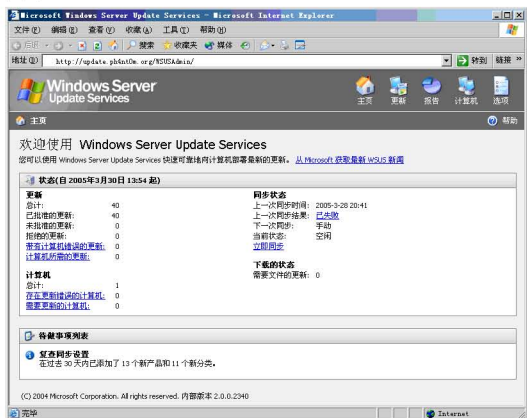 Microsoft Windows Server Update Services - Microsoft Internet Explorer
文件(F) 编辑(E) 查看(V) 收藏(A) 工具(T) 帮助(H)
后退 搜索 收藏夹 媒体
地址(D) http://update.ph4nt0m.org/WSUSAdmin/ 转到 链接 »
Windows Server
Update Services
主页 更新 报告 计算机 选项
主页 帮助
欢迎使用 Windows Server Update Services
您可以使用 Windows Server Update Services 快速可靠地向计算机部署最新的更新。 从 Microsoft 获取最新 WSUS 新闻
状态(自 2005年3月30日 13:54 起)
更新
总计: 40
已批准的更新: 40
未批准的更新: 0
拒绝的更新: 0
带有计算机错误的更新: 0
计算机所需的更新: 0
计算机
总计: 1
存在更新错误的计算机: 0
需要更新的计算机: 0
同步状态
上一次同步时间: 2005-3-28 20:41
上一次同步结果: 已失败
下一次同步: 手动
当前状态: 空闲
立即同步
下载的状态
需要文件的更新: 0
待做事项列表
复查同步设置
在过去 30 天内已添加了 13 个新产品和 11 个新分类。
(C) 2004 Microsoft Corporation. All rights reserved. 内部版本 2.0.0.2340
完毕 Internet